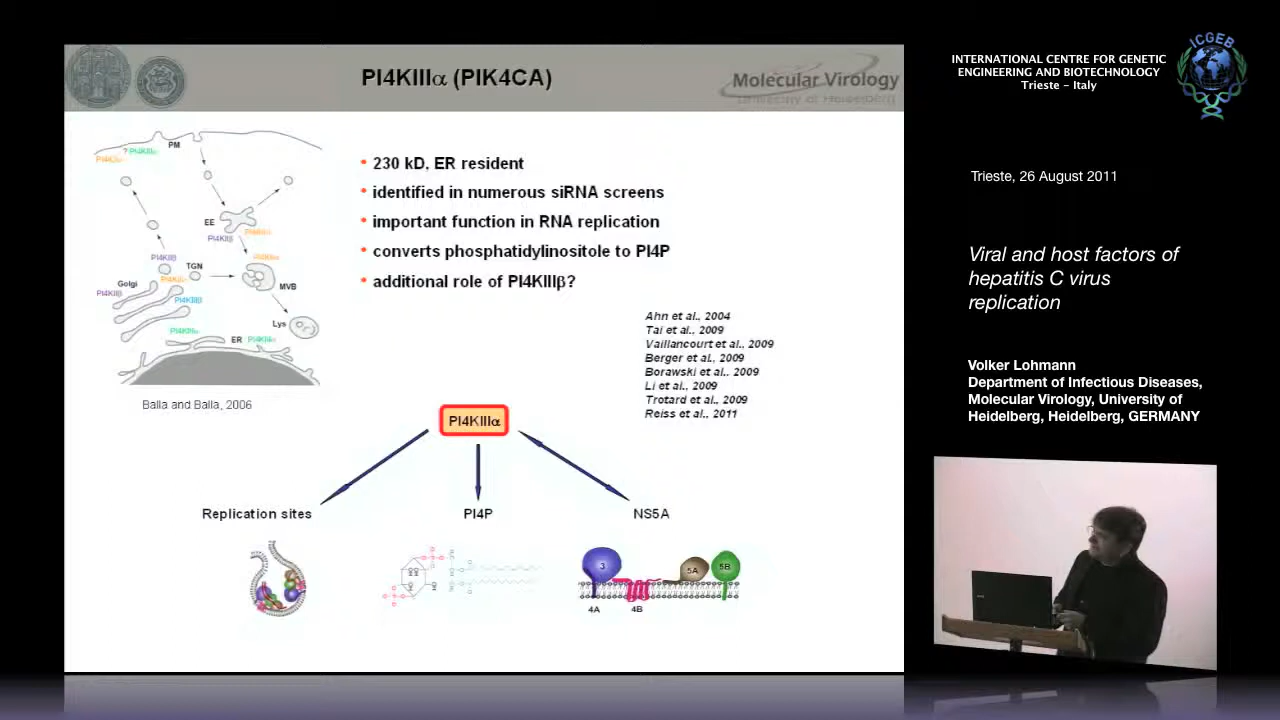 PI4KIIIα (PIK4CA)
Molecular Virology
University of Heidelberg
PM
EE
PI4KIIβ
PI4KIIβ
TGN
Golgi
PI4KIIβ
PI4KIIIβ
MVB
Lys
ER
Balla and Balla, 2006
• 230 kD, ER resident
• identified in numerous siRNA screens
• important function in RNA replication
• converts phosphatidylinositole to PI4P
• additional role of PI4KIIIβ?
Ahn et al., 2004
Tai et al., 2009
Vaillancourt et al., 2009
Berger et al., 2009
Borawski et al., 2009
Li et al., 2009
Trotard et al., 2009
Reiss et al., 2011
PI4KIIIα
Replication sites
PI4P
NS5A
3
5A
5B
4A
4B
INTERNATIONAL CENTRE FOR GENETIC
ENGINEERING AND BIOTECHNOLOGY
Trieste - Italy
ICGEB
Trieste, 26 August 2011
Viral and host factors of
hepatitis C virus
replication
Volker Lohmann
Department of Infectious Diseases,
Molecular Virology, University of
Heidelberg, Heidelberg, GERMANY